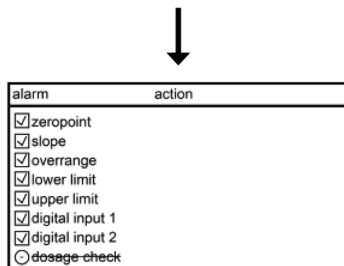 alarm action
zeropoint
slope
overrange
lower limit
upper limit
digital input 1
digital input 2
dosage check